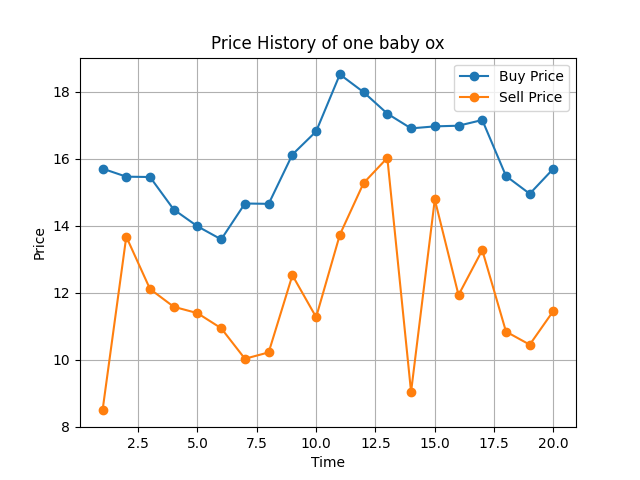 Price History of one baby ox
Buy Price
Sell Price
Price
18
16
14
12
10
8
2.5 5.0 7.5 10.0 12.5 15.0 17.5 20.0
Time